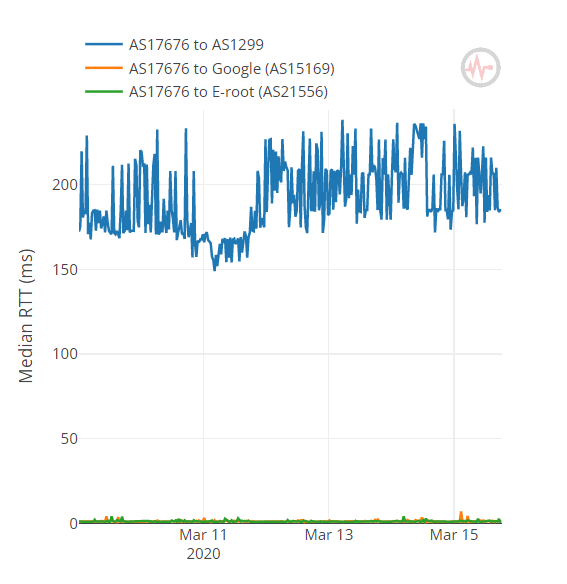 AS17676 to AS1299
AS17676 to Google (AS15169)
AS17676 to E-root (AS21556)
Median RTT (ms)
200
150
100
50
0
Mar 11
2020
Mar 13
Mar 15